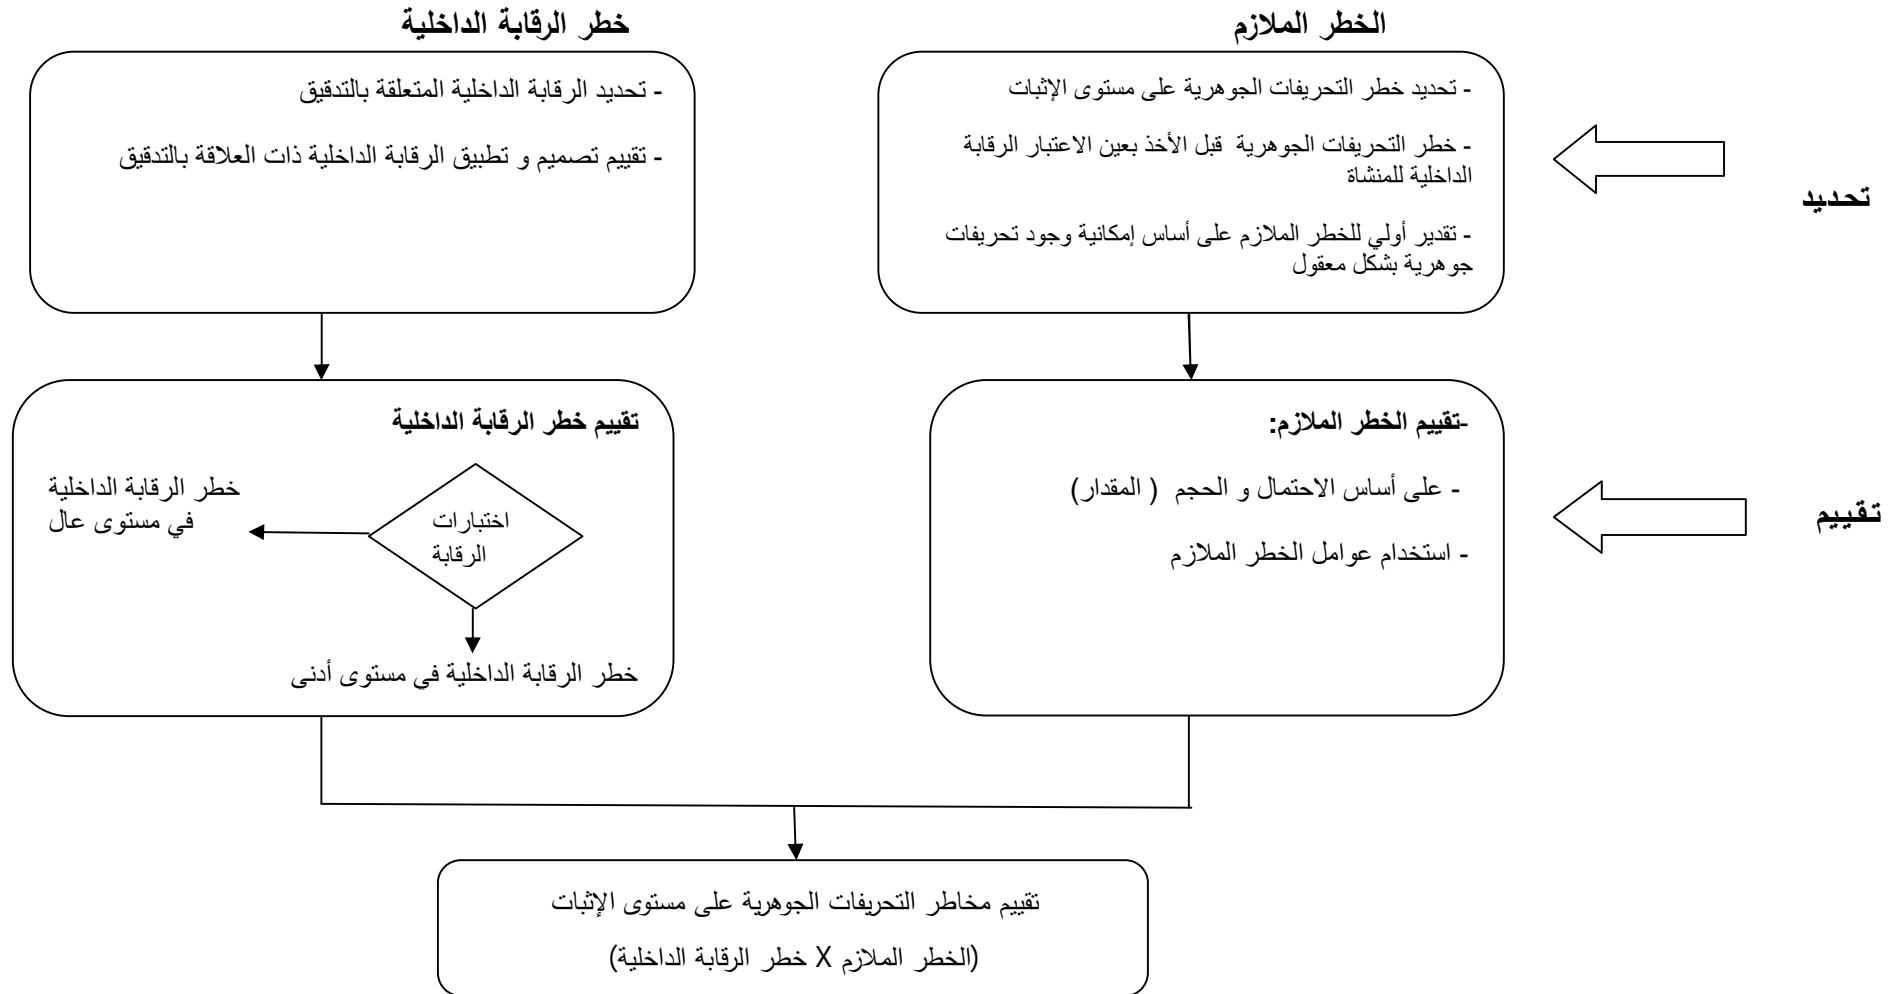 الخطر الملازم
خطر الرقابة الداخلية
تحديد
- تحديد خطر التحريفات الجوهرية على مستوى الإثبات
- خطر التحريفات الجوهرية قبل الأخذ بعين الاعتبار الرقابة
الداخلية للمنشاة
- تقدير أولي للخطر الملازم على أساس إمكانية وجود تحريفات
جوهرية بشكل معقول
- تحديد الرقابة الداخلية المتعلقة بالتدقيق
- تقييم تصميم و تطبيق الرقابة الداخلية ذات العلاقة بالتدقيق
تقييم
-تقييم الخطر الملازم:
- على أساس الاحتمال و الحجم ( المقدار)
- استخدام عوامل الخطر الملازم
تقييم خطر الرقابة الداخلية
اختبارات
الرقابة
خطر الرقابة الداخلية
في مستوى عال
خطر الرقابة الداخلية في مستوى أدنى
تقييم مخاطر التحريفات الجوهرية على مستوى الإثبات
(الخطر الملازم X خطر الرقابة الداخلية)